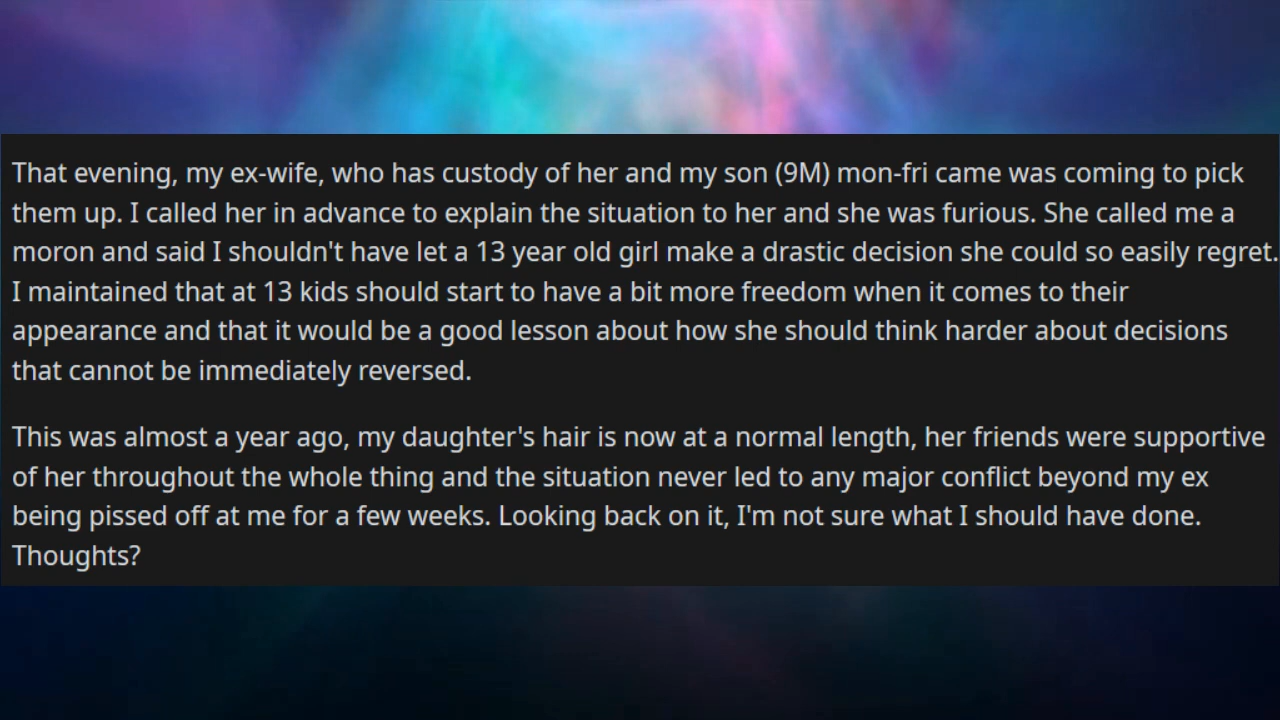 That evening, my ex-wife, who has custody of her and my son (9M) mon-fri came was coming to pick
them up. I called her in advance to explain the situation to her and she was furious. She called me a
moron and said I shouldn't have let a 13 year old girl make a drastic decision she could so easily regret.
I maintained that at 13 kids should start to have a bit more freedom when it comes to their
appearance and that it would be a good lesson about how she should think harder about decisions
that cannot be immediately reversed.
This was almost a year ago, my daughter's hair is now at a normal length, her friends were supportive
of her throughout the whole thing and the situation never led to any major conflict beyond my ex
being pissed off at me for a few weeks. Looking back on it, I'm not sure what I should have done.
Thoughts?